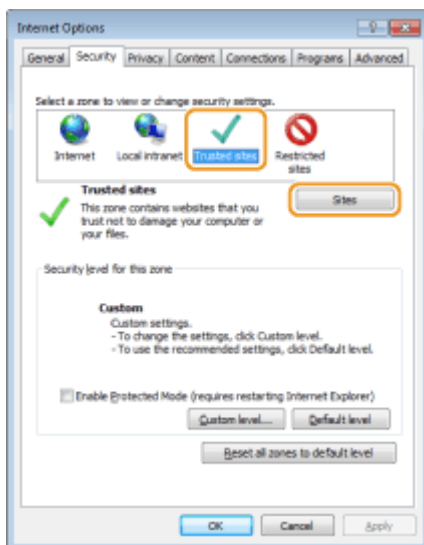 Internet Options
General Security Privacy Content Connections Programs Advanced
Select a zone to view or change security settings.
Internet Local intranet Trusted sites Restricted
sites
Trusted sites
Sites
This zone contains websites that you
trust not to damage your computer or
your files.
Security level for this zone
Custom
Custom settings.
- To change the settings, click Custom level.
- To use the recommended settings, click Default level.
Enable Protected Mode (requires restarting Internet Explorer)
Custom level... Default level
Reset all zones to default level
OK Cancel Apply